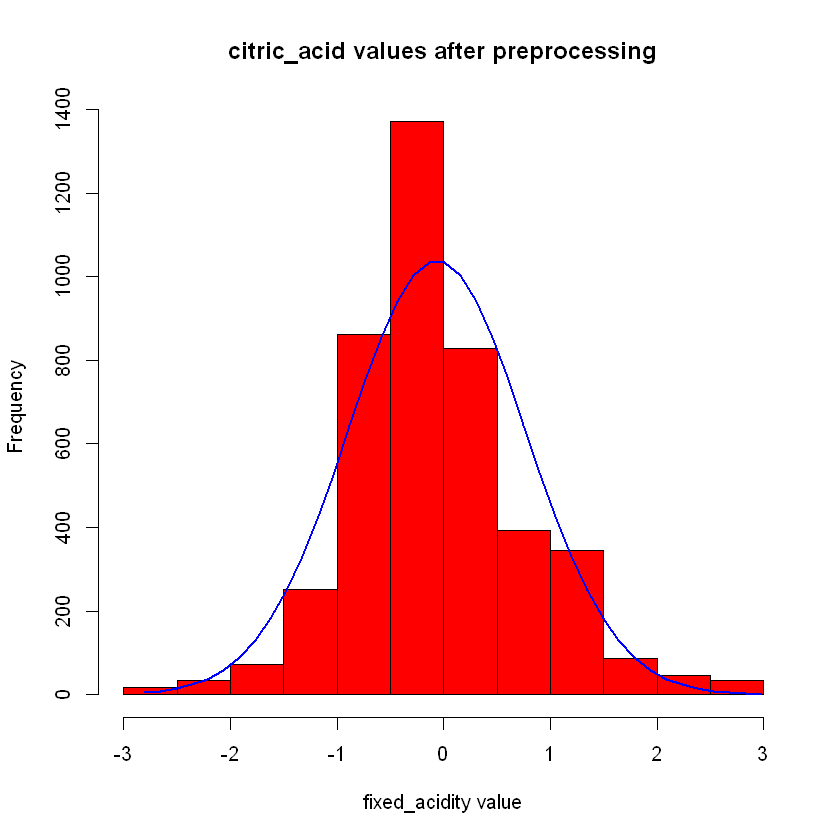 citric_acid values after preprocessing
1400
1200
1000
800
600
400
200
0
Frequency
-3 -2 -1 0 1 2 3
fixed_acidity value